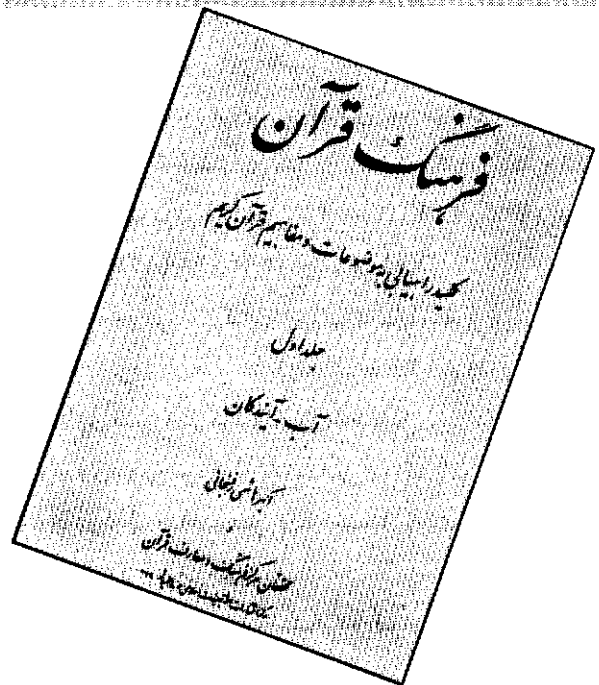 فرهنگ قرآن
کلید راهیابی به موضوعات و مفاهیم قرآن کریم
جلد اول
آب - آیندگان
اکبر هاشمی رفسنجانی
و
محققان مرکز فرهنگ و معارف قرآن